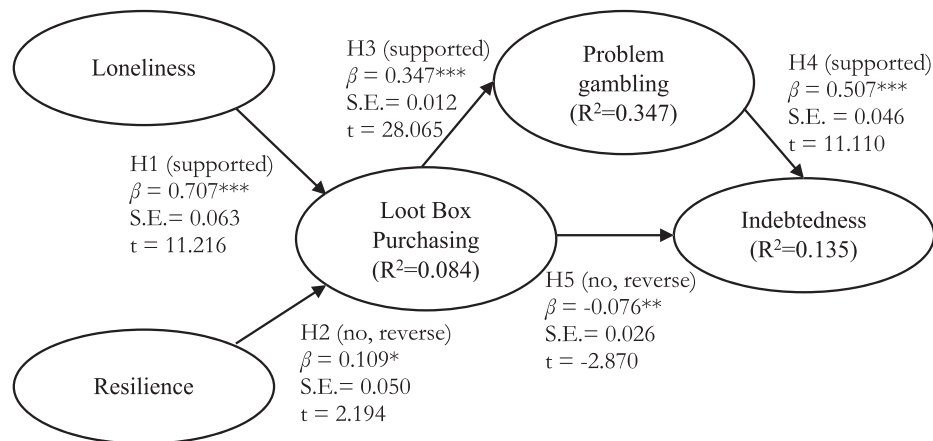 Loneliness
H1 (supported)
β = 0.707***
S.E.= 0.063
t = 11.216
Resilience
H2 (no, reverse)
β = 0.109*
S.E.= 0.050
t = 2.194
Loot Box
Purchasing
(R²=0.084)
H3 (supported)
β = 0.347***
S.E.= 0.012
t = 28.065
Problem
gambling
(R²=0.347)
H4 (supported)
β = 0.507***
S.E. = 0.046
t = 11.110
Indebtedness
(R²=0.135)
H5 (no, reverse)
β = -0.076**
S.E.= 0.026
t = -2.870